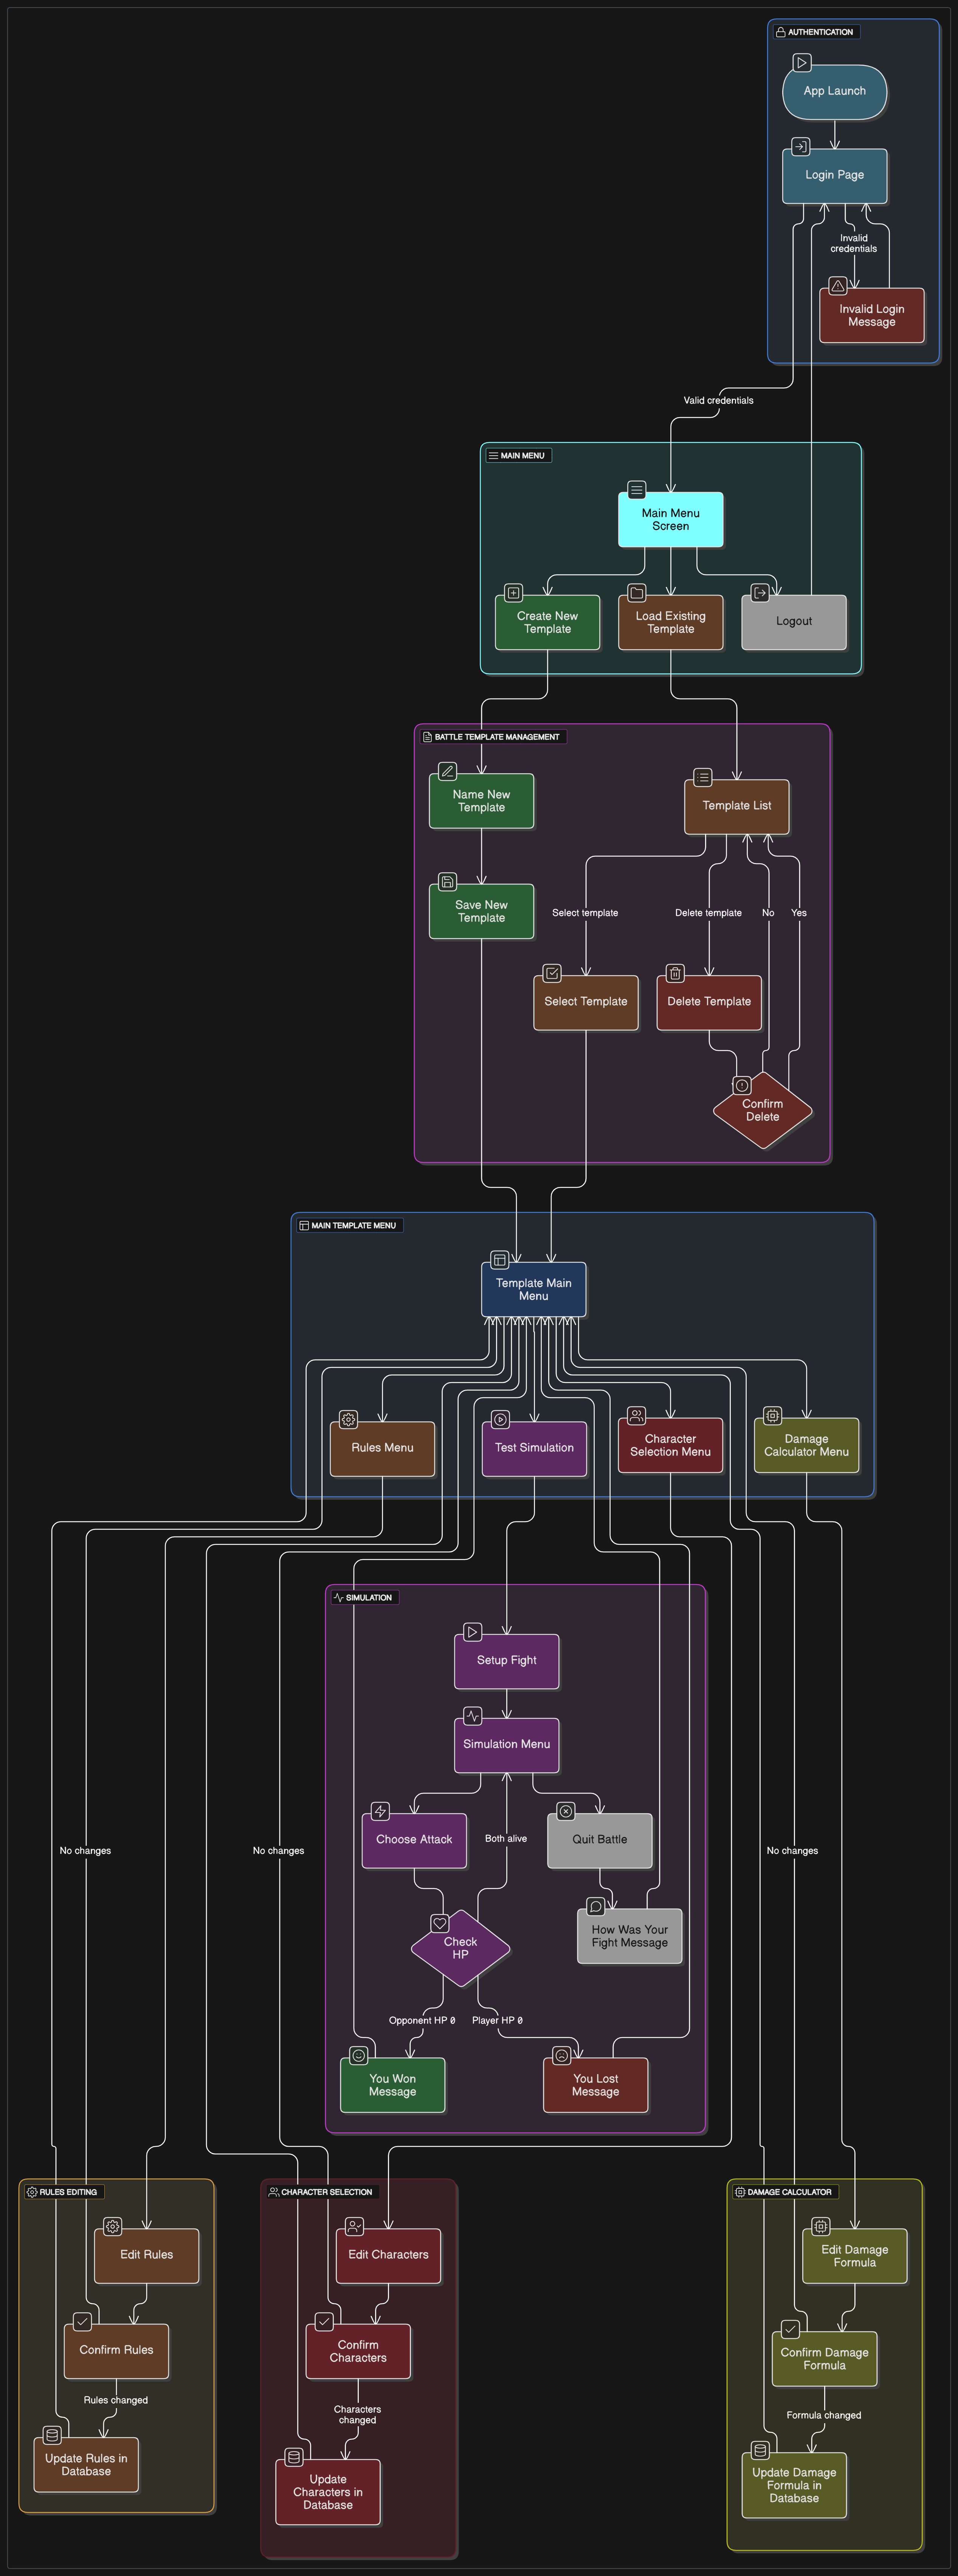 AUTHENTICATION
App Launch
Login Page
Invalid
credentials
Invalid Login
Message
Valid credentials
MAIN MENU
Main Menu
Screen
Create New
Template
Load Existing
Template
Logout
BATTLE TEMPLATE MANAGEMENT
Name New
Template
Template List
Save New
Template
Select template
Delete template
No
Yes
Select Template
Delete Template
Confirm
Delete
MAIN TEMPLATE MENU
Template Main
Menu
Rules Menu
Test Simulation
Character
Selection Menu
Damage
Calculator Menu
SIMULATION
Setup Fight
Simulation Menu
Choose Attack
Both alive
Quit Battle
No changes
No changes
No changes
How Was Your
Fight Message
Check
HP
Opponent HP 0
Player HP 0
You Won
Message
You Lost
Message
RULES EDITING
Edit Rules
Confirm Rules
Rules changed
Update Rules in
Database
CHARACTER SELECTION
Edit Characters
Confirm
Characters
Characters
changed
Update
Characters in
Database
DAMAGE CALCULATOR
Edit Damage
Formula
Confirm Damage
Formula
Formula changed
Update Damage
Formula in
Database